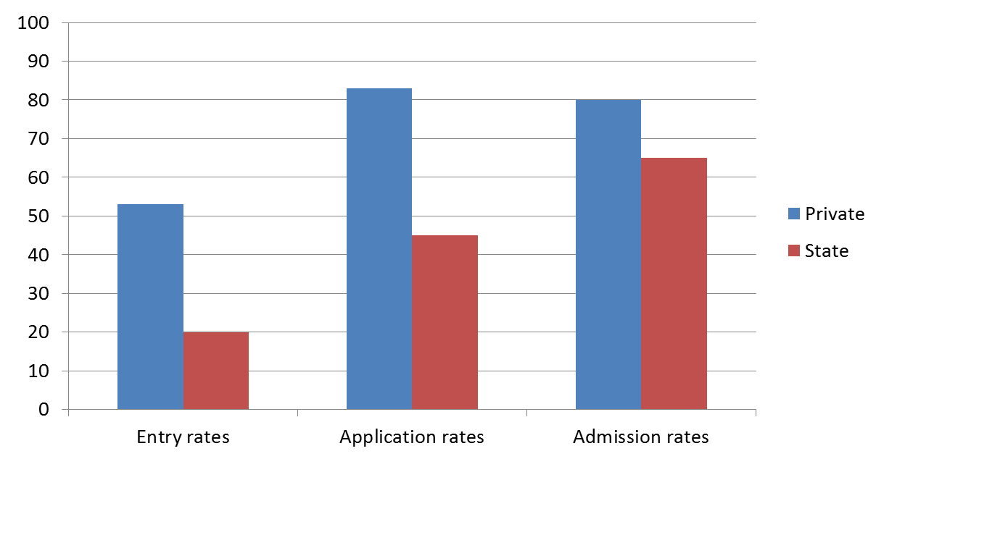 100
90
80
70
60
50
40
30
20
10
0
Entry rates
Application rates
Admission rates
Private
State